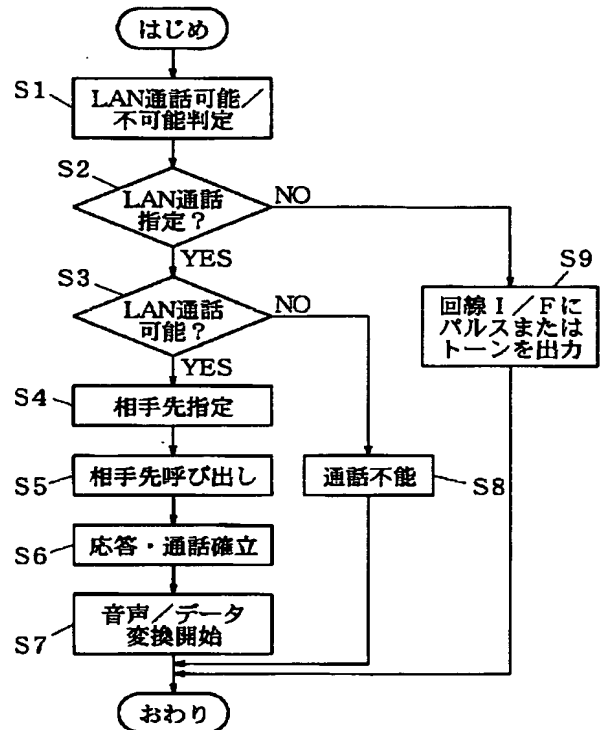 はじめ
S1
LAN通話可能／
不可能判定
S2
LAN通話
指定？
NO
YES
S3
LAN通話
可能？
NO
YES
S9
回線Ｉ／Ｆに
パルスまたは
トーンを出力
S4
相手先指定
S5
相手先呼び出し
通話不能
S8
S6
応答・通話確立
S7
音声／データ
変換開始
おわり